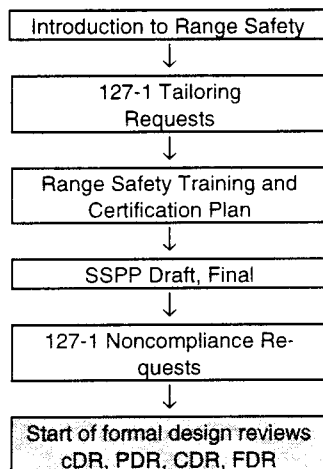 Introduction to Range Safety
↓
127-1 Tailoring
Requests
↓
Range Safety Training and
Certification Plan
↓
SSPP Draft, Final
↓
127-1 Noncompliance Re-
quests
↓
Start of formal design reviews
cDR, PDR, CDR, FDR